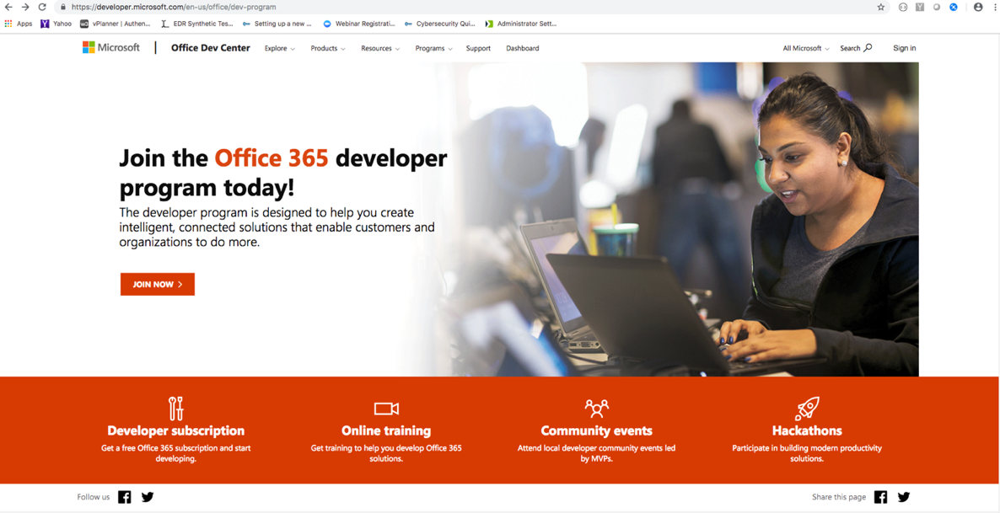 https://developer.microsoft.com/en-us/office/dev-program
Apps Yahoo vPlanner | Authen... EDR Synthetic Tes... Setting up a new ... Webinar Registrati... Cybersecurity Qui... Administrator Sett...
Microsoft Office Dev Center Explore Products Resources Programs Support Dashboard All Microsoft Search Sign in
Join the Office 365 developer
program today!
The developer program is designed to help you create
intelligent, connected solutions that enable customers and
organizations to do more.
JOIN NOW
Developer subscription Online training Community events Hackathons
Get a free Office 365 subscription and start Get training to help you develop Office 365 Attend local developer community events led Participate in building modern productivity
developing. solutions. by MVPs. solutions.
Follow us Share this page